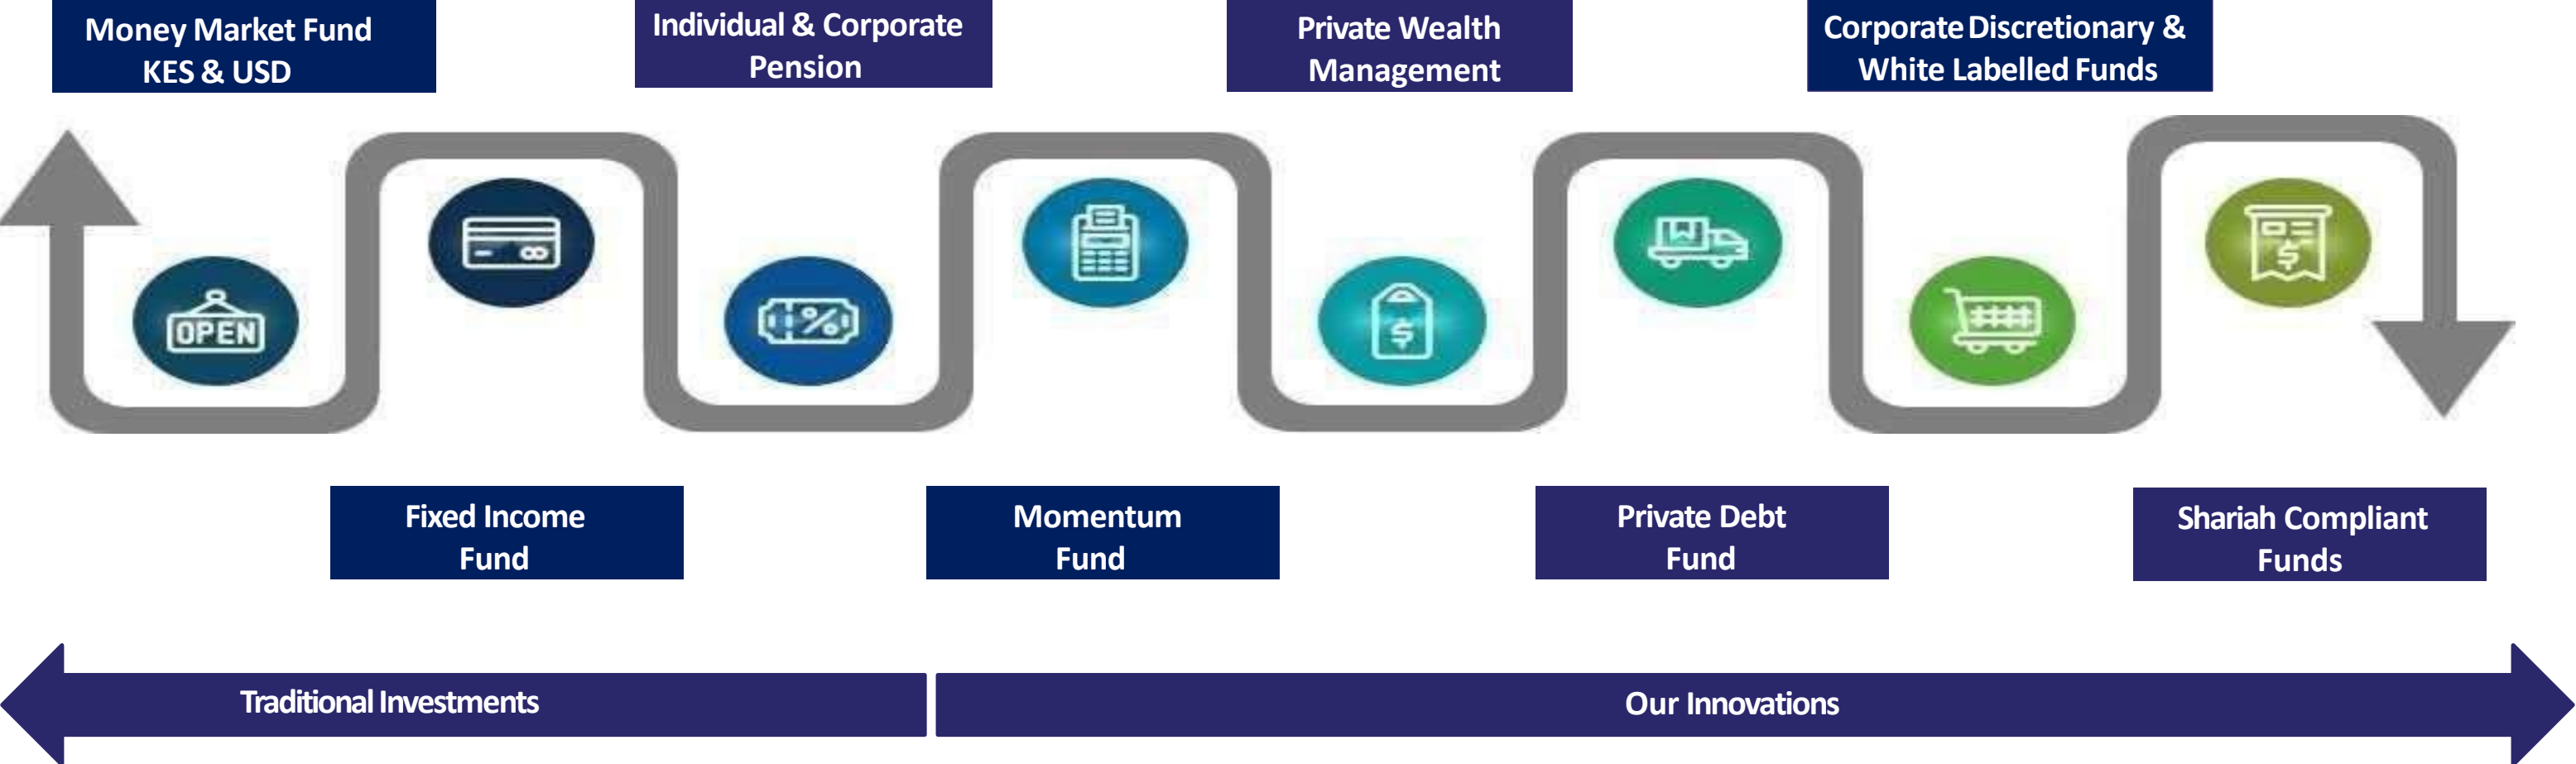 Money Market Fund
KES & USD
Individual & Corporate
Pension
Private Wealth
Management
Corporate Discretionary &
White Labelled Funds
OPEN
%
$
$
Fixed Income
Fund
Momentum
Fund
Private Debt
Fund
Shariah Compliant
Funds
Traditional Investments
Our Innovations